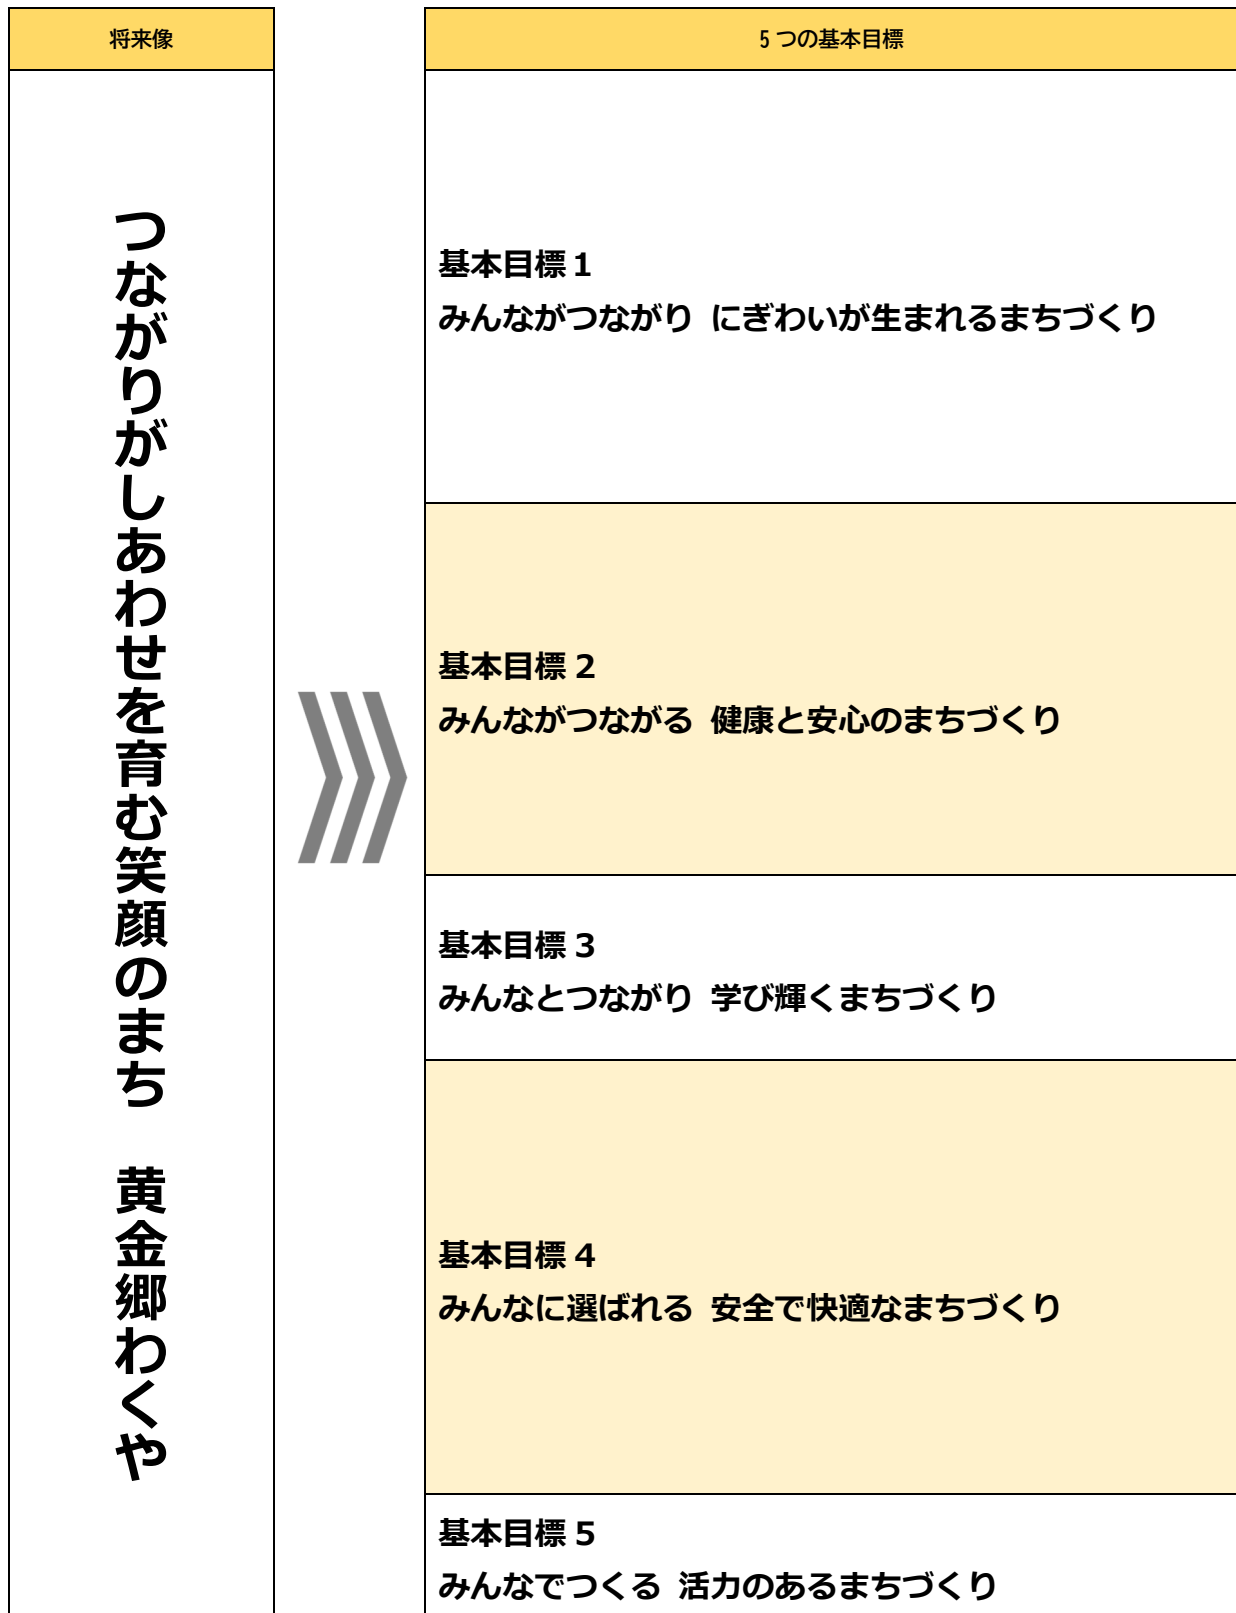 将来像
つながりがしあわせを育む笑顔のまち　黄金郷わくや
5つの基本目標
基本目標1
みんながつながり にぎわいが生まれるまちづくり
基本目標2
みんながつながる 健康と安心のまちづくり
基本目標3
みんなとつながり 学び輝くまちづくり
基本目標4
みんなに選ばれる 安全で快適なまちづくり
基本目標5
みんなでつくる 活力のあるまちづくり